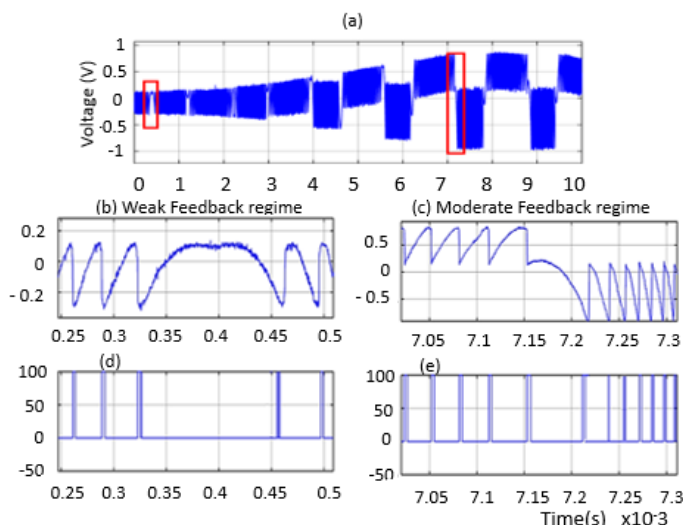 (a)
Voltage (V)
1
0.5
0
-0.5
-1
0 1 2 3 4 5 6 7 8 9 10
(b) Weak Feedback regime
(c) Moderate Feedback regime
0.2
0
- 0.2
0.25 0.3 0.35 0.4 0.45 0.5
0.5
0
- 0.5
7.05 7.1 7.15 7.2 7.25 7.3
(d)
(e)
100
50
0
-50
0.25 0.3 0.35 0.4 0.45 0.5
100
50
0
-50
7.05 7.1 7.15 7.2 7.25 7.3
Time(s) x10-3